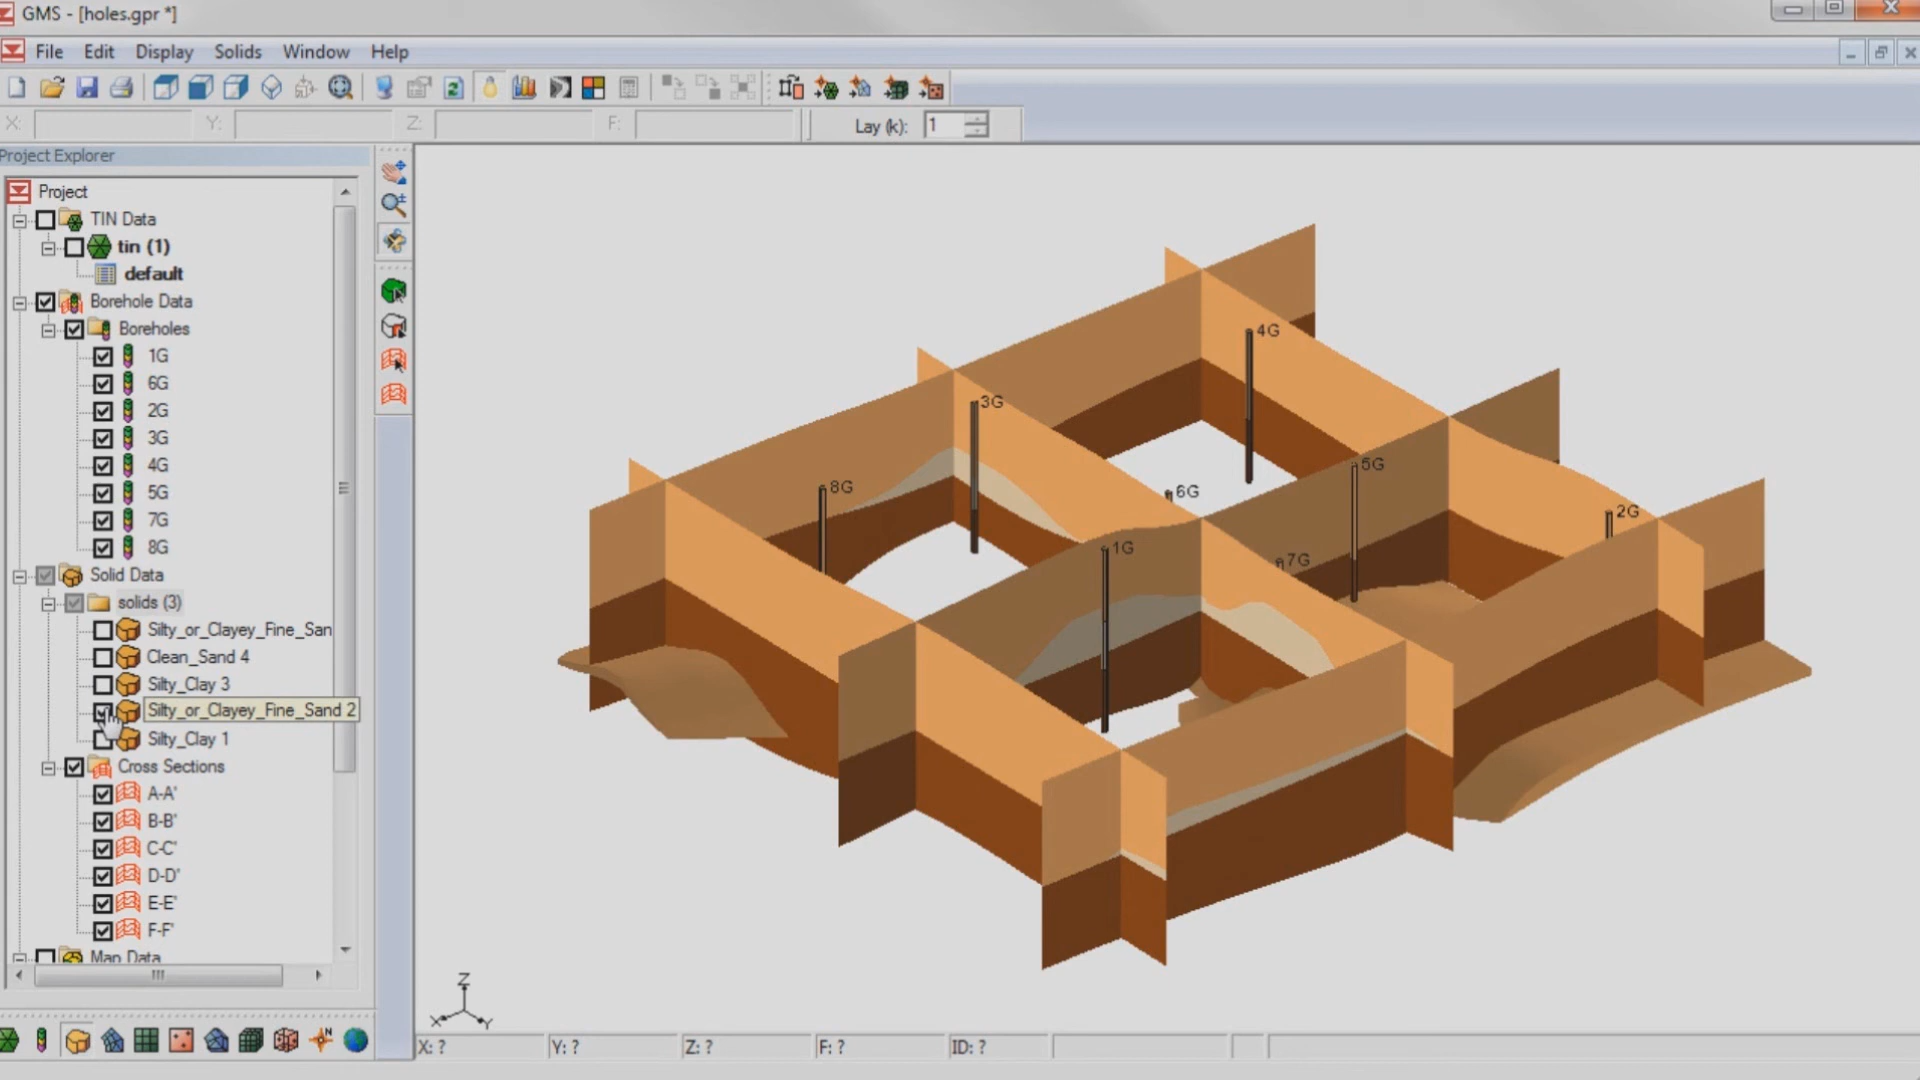 GMS - [holes.gpr *]
File Edit Display Solids Window Help
X: Y: Z: F: Lay (k): 1
Project Explorer
Project
TIN Data
tin (1)
default
Borehole Data
Boreholes
1G
6G
2G
3G
4G
5G
7G
8G
Solid Data
solids (3)
Silty_or_Clayey_Fine_San
Clean_Sand 4
Silty_Clay 3
Silty_or_Clayey_Fine_Sand 2
Silty_Clay 1
Cross Sections
A-A'
B-B'
C-C'
D-D'
E-E'
F-F'
Map Data
4G
3G
5G
8G
6G
2G
1G
7G
Z
X Y
X: ? Y: ? Z: ? F: ? ID: ?